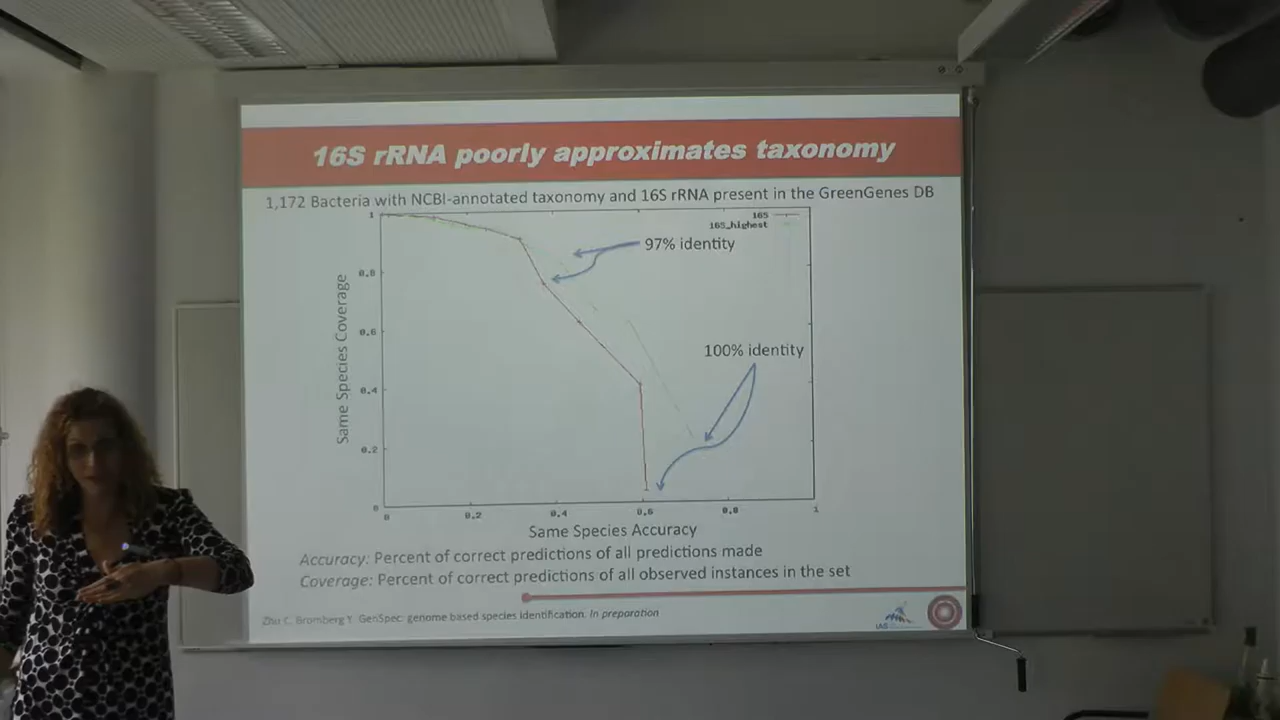 16S rRNA poorly approximates taxonomy
1,172 Bacteria with NCBI-annotated taxonomy and 16S rRNA present in the GreenGenes DB
16S
16S_highest
97% identity
100% identity
Same Species Coverage
1
0.8
0.6
0.4
0.2
0
0 0.2 0.4 0.6 0.8 1
Same Species Accuracy
Accuracy: Percent of correct predictions of all predictions made
Coverage: Percent of correct predictions of all observed instances in the set
Zhu C. Bromberg Y. GenSpec: genome based species identification. In preparation
IAS